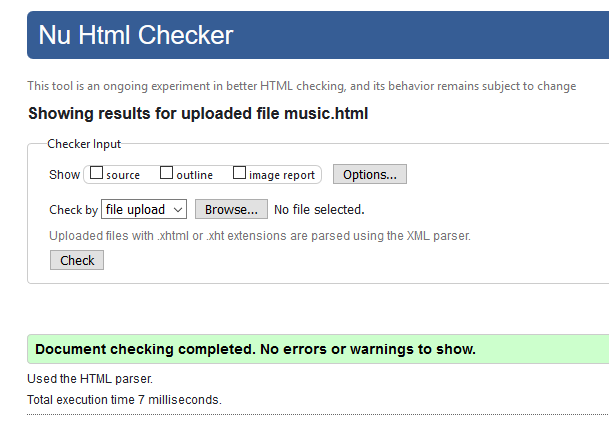 Nu Html Checker
This tool is an ongoing experiment in better HTML checking, and its behavior remains subject to change
Showing results for uploaded file music.html
Checker Input
Show source outline image report Options...
Check by file upload Browse... No file selected.
Uploaded files with .xhtml or .xht extensions are parsed using the XML parser.
Check
Document checking completed. No errors or warnings to show.
Used the HTML parser.
Total execution time 7 milliseconds.